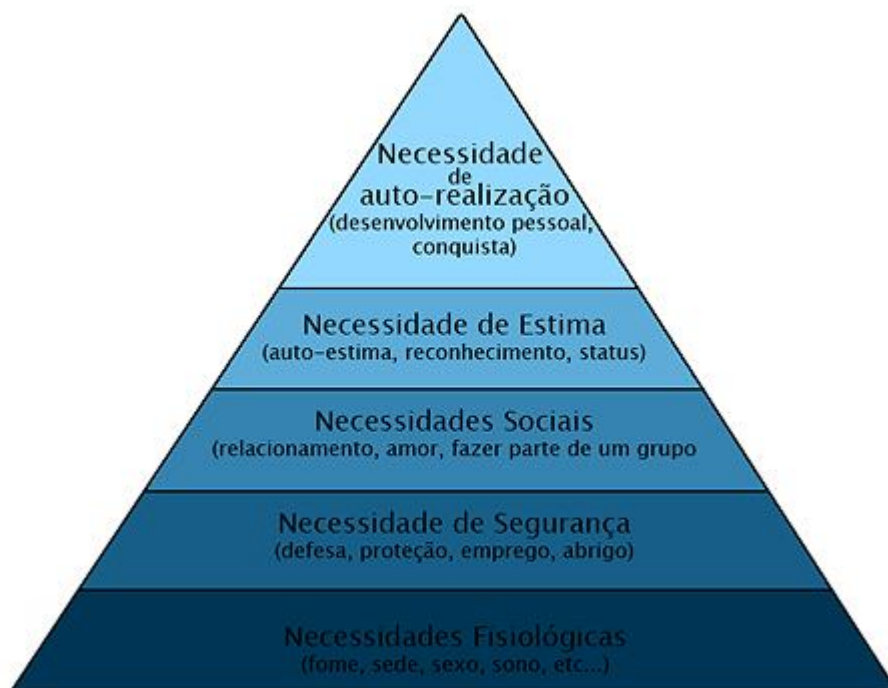 Necessidade
de
auto-realização
(desenvolvimento pessoal,
conquista)
Necessidade de Estima
(auto-estima, reconhecimento, status)
Necessidades Sociais
(relacionamento, amor, fazer parte de um grupo
Necessidade de Segurança
(defesa, proteção, emprego, abrigo)
Necessidades Fisiológicas
(fome, sede, sexo, sono, etc...)